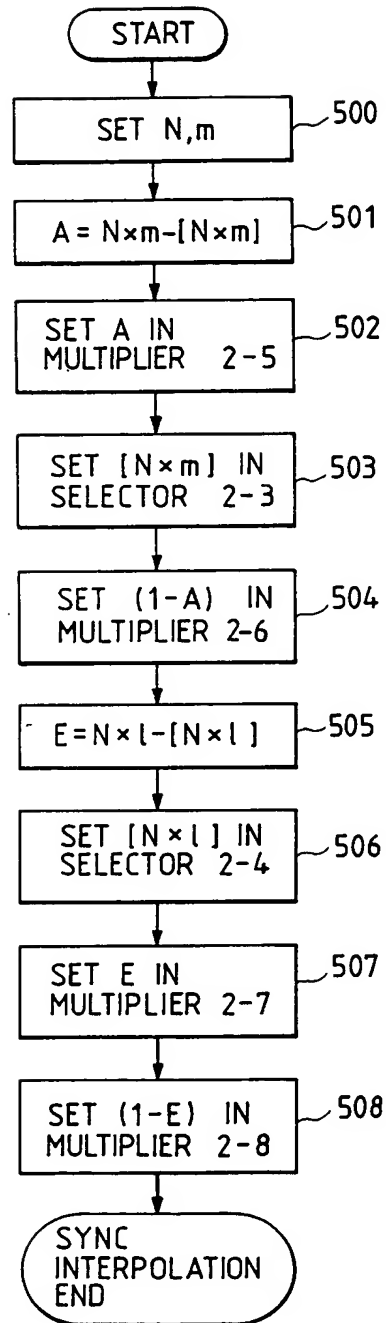 START
SET N,m
500
A = N×m-[N×m]
501
SET A IN
MULTIPLIER 2-5
502
SET [N×m] IN
SELECTOR 2-3
503
SET (1-A) IN
MULTIPLIER 2-6
504
E=N×l-[N×l]
505
SET [N×l] IN
SELECTOR 2-4
506
SET E IN
MULTIPLIER 2-7
507
SET (1-E) IN
MULTIPLIER 2-8
508
SYNC
INTERPOLATION
END